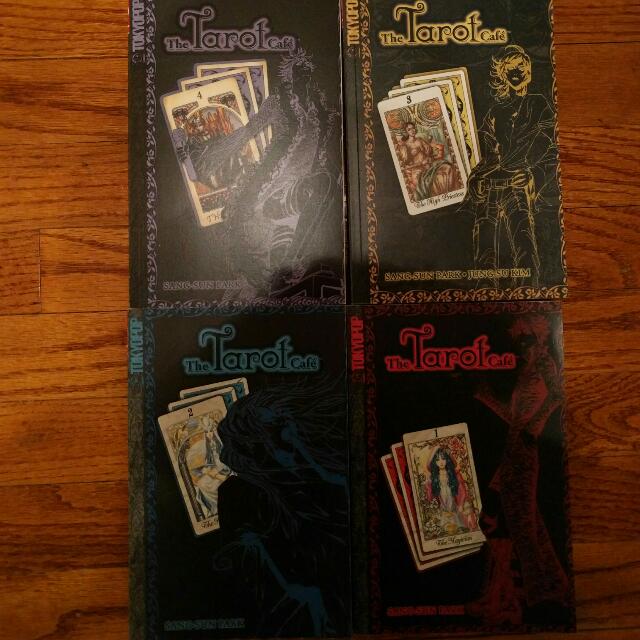 TOKYOPOP
The Tarot Café
4
SANG-SUN PARK
TOKYOPOP
The Tarot Café
3
The High Priestess
SANG-SUN PARK • JUNG-SU KIM
TOKYOPOP
The Tarot Café
2
The
SANG-SUN PARK
TOKYOPOP
The Tarot Café
1
The Magician
SANG-SUN PARK